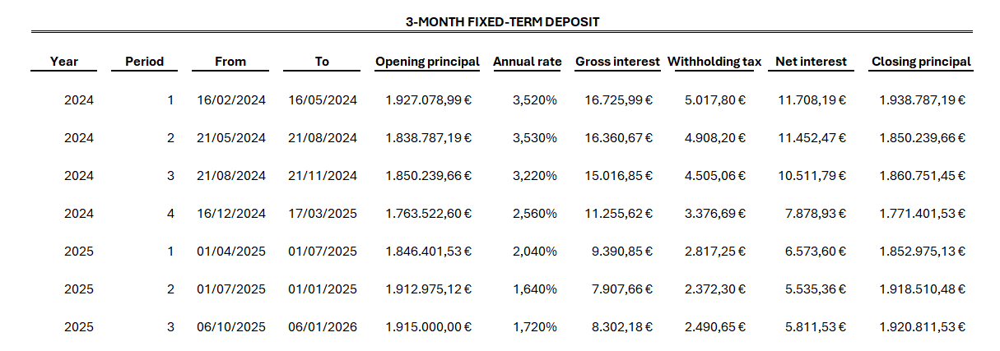 3-MONTH FIXED-TERM DEPOSIT
Year Period From To Opening principal Annual rate Gross interest Withholding tax Net interest Closing principal
2024 1 16/02/2024 16/05/2024 1.927.078,99 € 3,520% 16.725,99 € 5.017,80 € 11.708,19 € 1.938.787,19 €
2024 2 21/05/2024 21/08/2024 1.838.787,19 € 3,530% 16.360,67 € 4.908,20 € 11.452,47 € 1.850.239,66 €
2024 3 21/08/2024 21/11/2024 1.850.239,66 € 3,220% 15.016,85 € 4.505,06 € 10.511,79 € 1.860.751,45 €
2024 4 16/12/2024 17/03/2025 1.763.522,60 € 2,560% 11.255,62 € 3.376,69 € 7.878,93 € 1.771.401,53 €
2025 1 01/04/2025 01/07/2025 1.846.401,53 € 2,040% 9.390,85 € 2.817,25 € 6.573,60 € 1.852.975,13 €
2025 2 01/07/2025 01/01/2025 1.912.975,12 € 1,640% 7.907,66 € 2.372,30 € 5.535,36 € 1.918.510,48 €
2025 3 06/10/2025 06/01/2026 1.915.000,00 € 1,720% 8.302,18 € 2.490,65 € 5.811,53 € 1.920.811,53 €